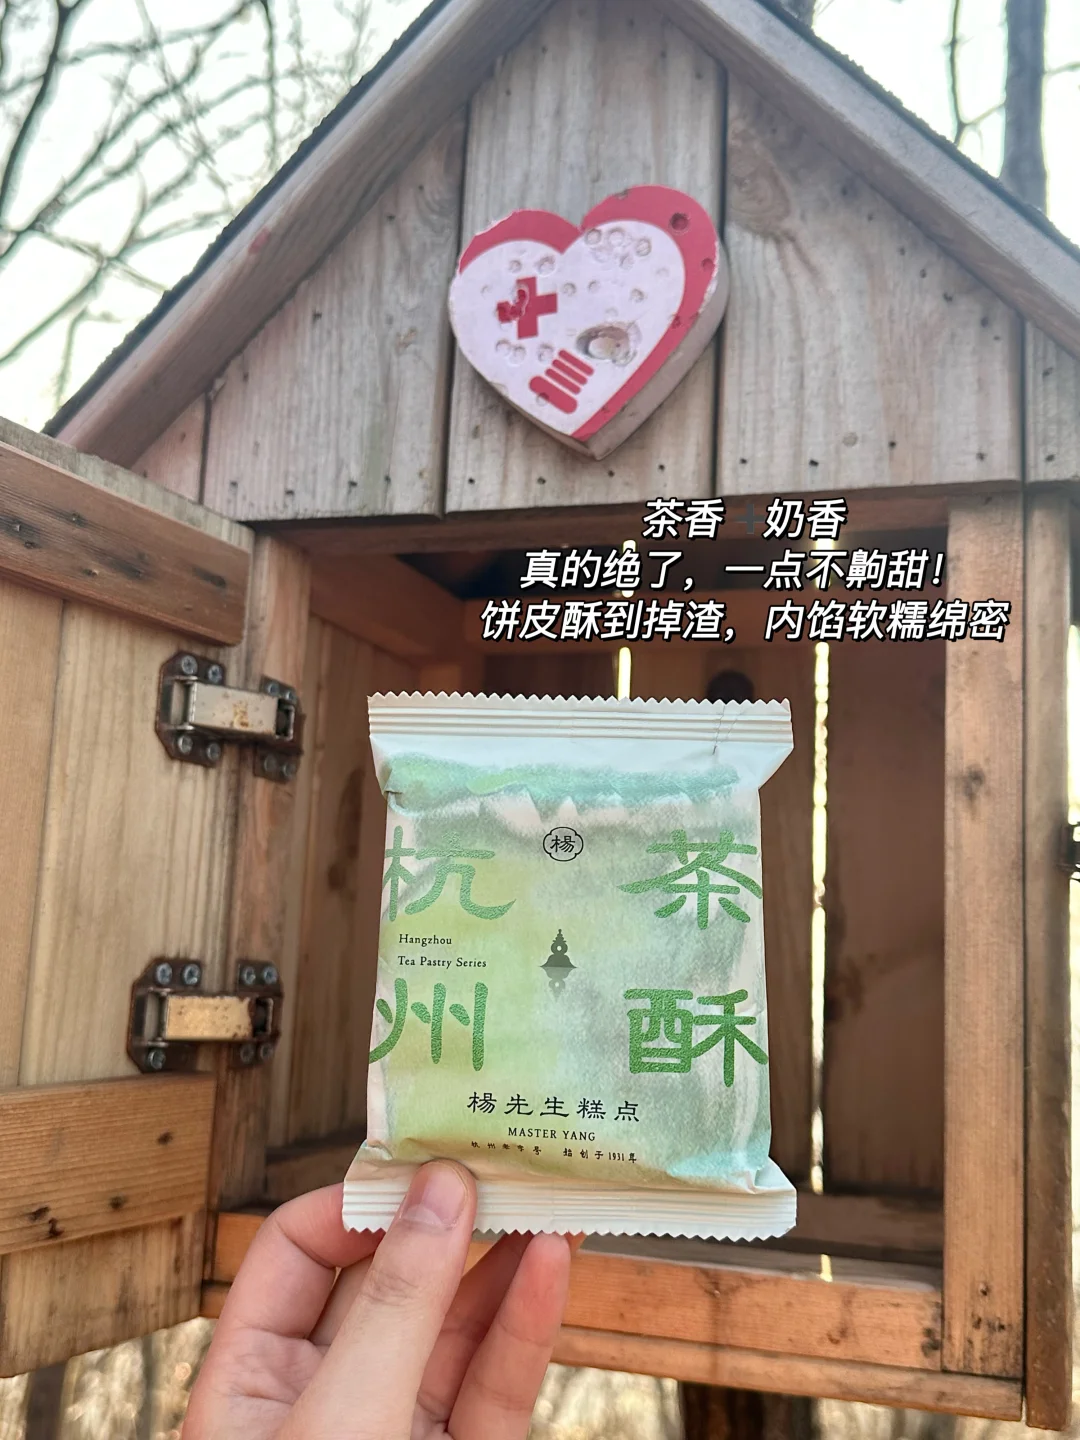 茶香➕奶香
真的绝了，一点不齁甜！
饼皮酥到掉渣，内馅软糯绵密
楊
杭州
茶酥
Hangzhou
Tea Pastry Series
楊先生糕点
MASTER YANG
杭州老字号 始创于1931年